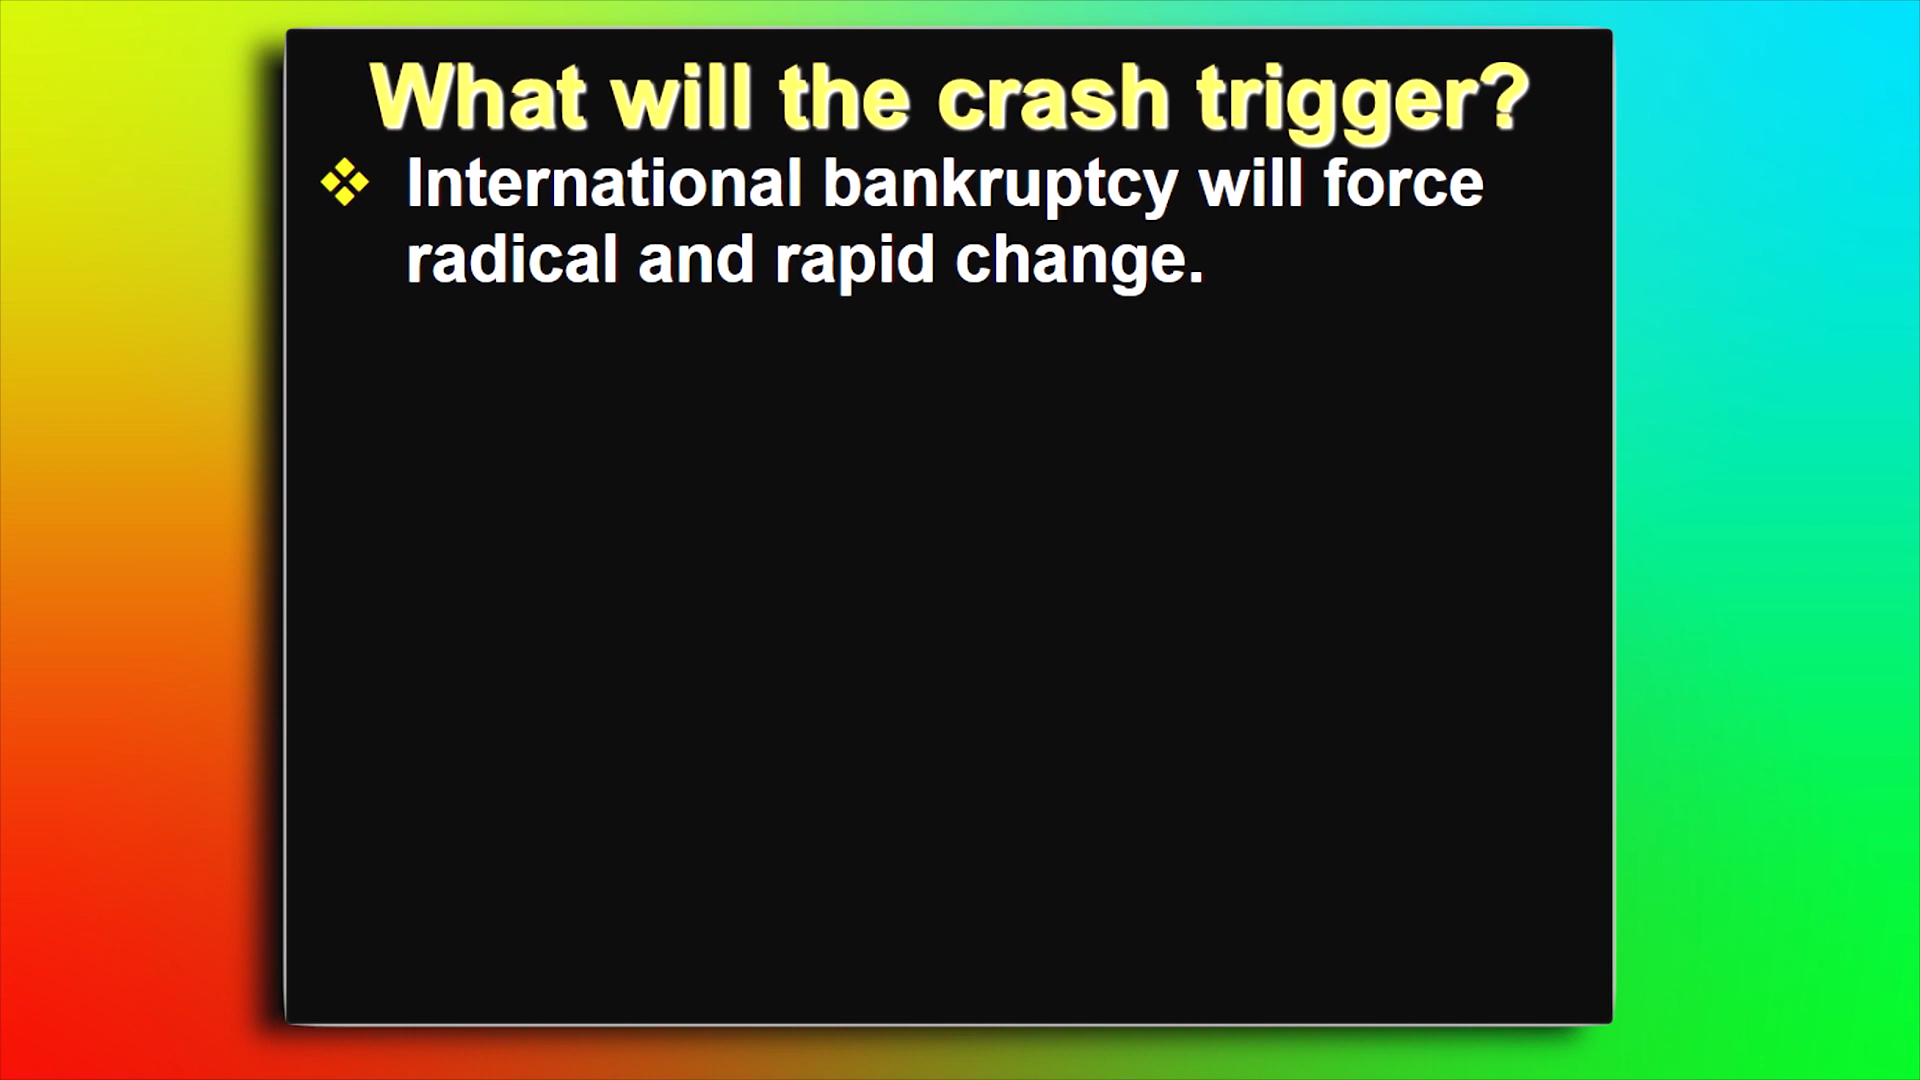 What will the crash trigger?
International bankruptcy will force
radical and rapid change.